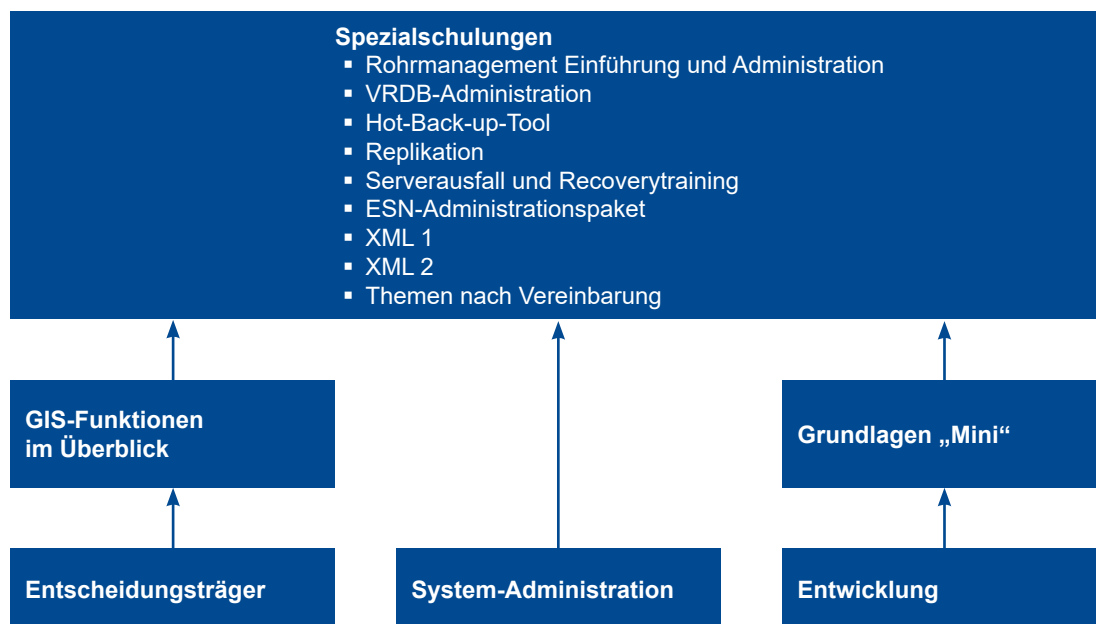 Spezialschulungen
▪ Rohrmanagement Einführung und Administration
▪ VRDB-Administration
▪ Hot-Back-up-Tool
▪ Replikation
▪ Serverausfall und Recoverytraining
▪ ESN-Administrationspaket
▪ XML 1
▪ XML 2
▪ Themen nach Vereinbarung
GIS-Funktionen
im Überblick
Grundlagen „Mini“
Entscheidungsträger
System-Administration
Entwicklung